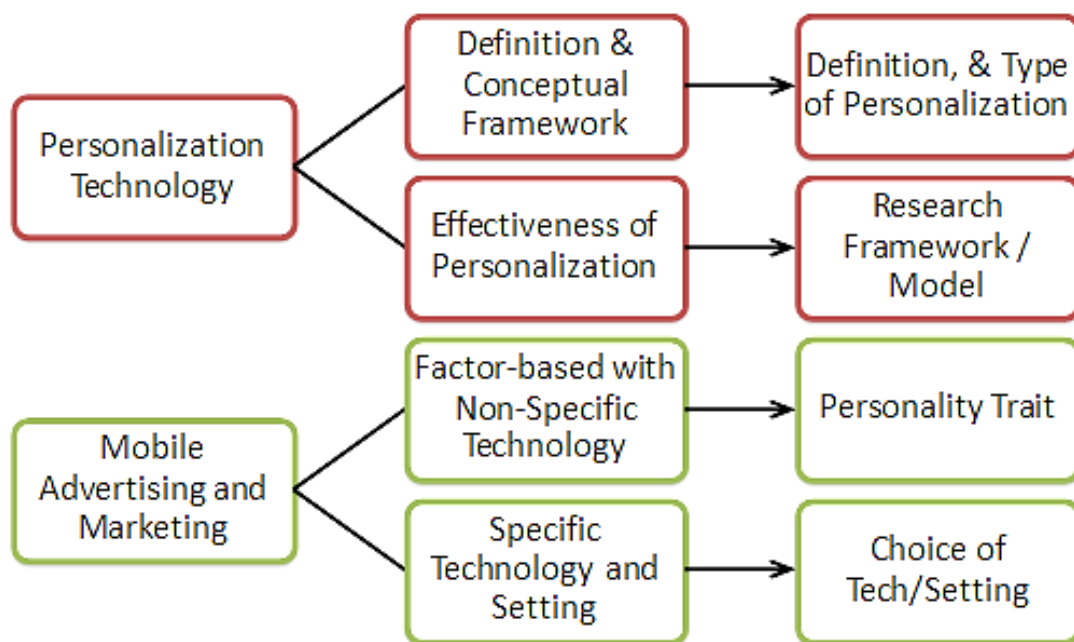 Personalization
Technology
Definition &
Conceptual
Framework
Definition, & Type
of Personalization
Effectiveness of
Personalization
Research
Framework /
Model
Mobile
Advertising and
Marketing
Factor-based with
Non-Specific
Technology
Personality Trait
Specific
Technology and
Setting
Choice of
Tech/Setting